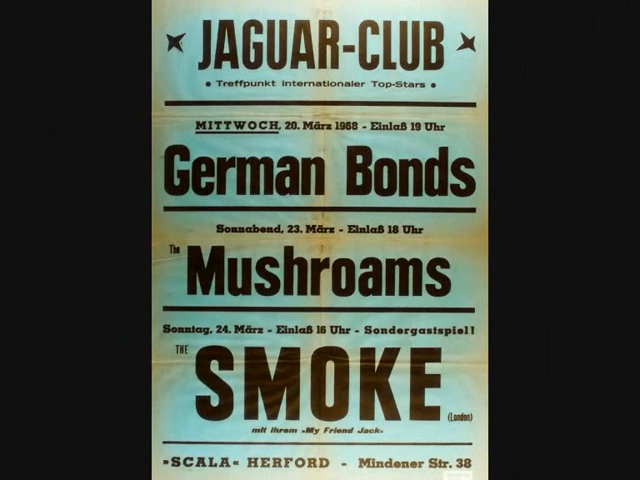 JAGUAR-CLUB
• Treffpunkt internationaler Top-Stars •
MITTWOCH, 20. März 1968 - Einlaß 19 Uhr
German Bonds
Sonnabend, 23. März - Einlaß 18 Uhr
The Mushroams
Sonntag, 24. März - Einlaß 16 Uhr - Sondergastspiel!
THE SMOKE (London)
mit ihrem »My Friend Jack«
»SCALA« HERFORD - Mindener Str. 38